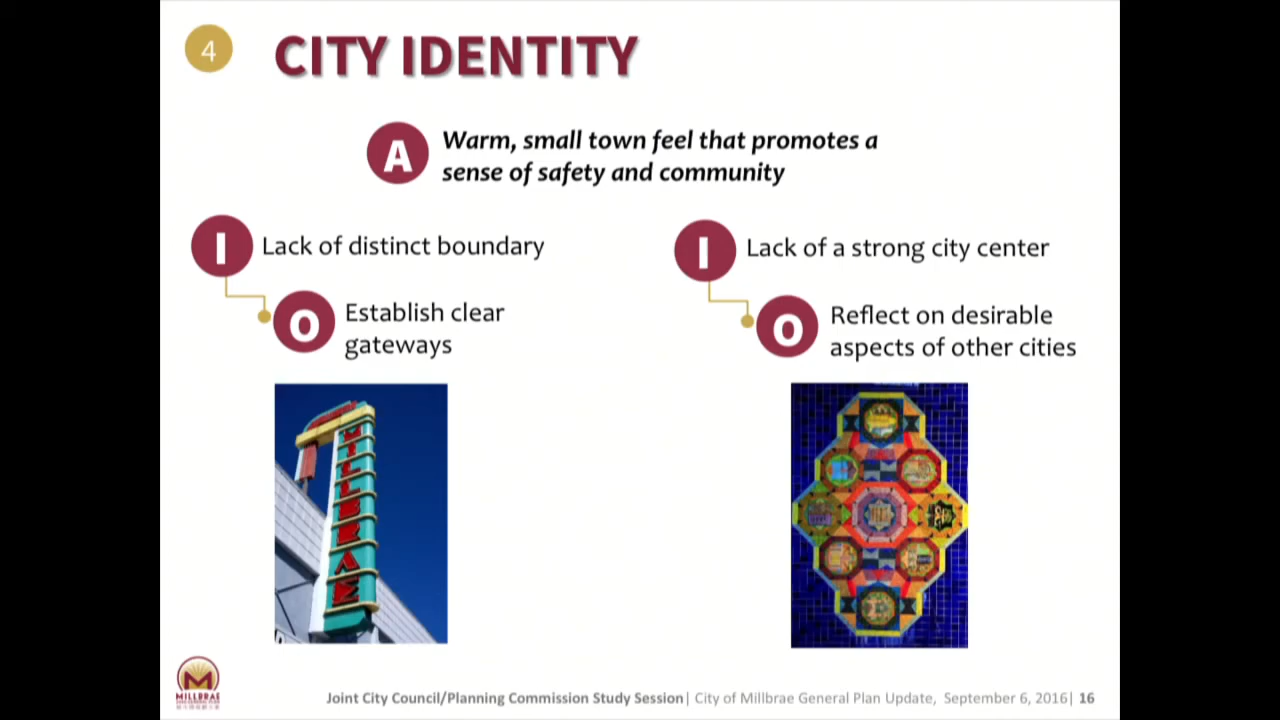 4
CITY IDENTITY
A
Warm, small town feel that promotes a
sense of safety and community
I
Lack of distinct boundary
O
Establish clear
gateways
I
Lack of a strong city center
O
Reflect on desirable
aspects of other cities
MILLBRAE
M
MILLBRAE
Joint City Council/Planning Commission Study Session| City of Millbrae General Plan Update, September 6, 2016| 16